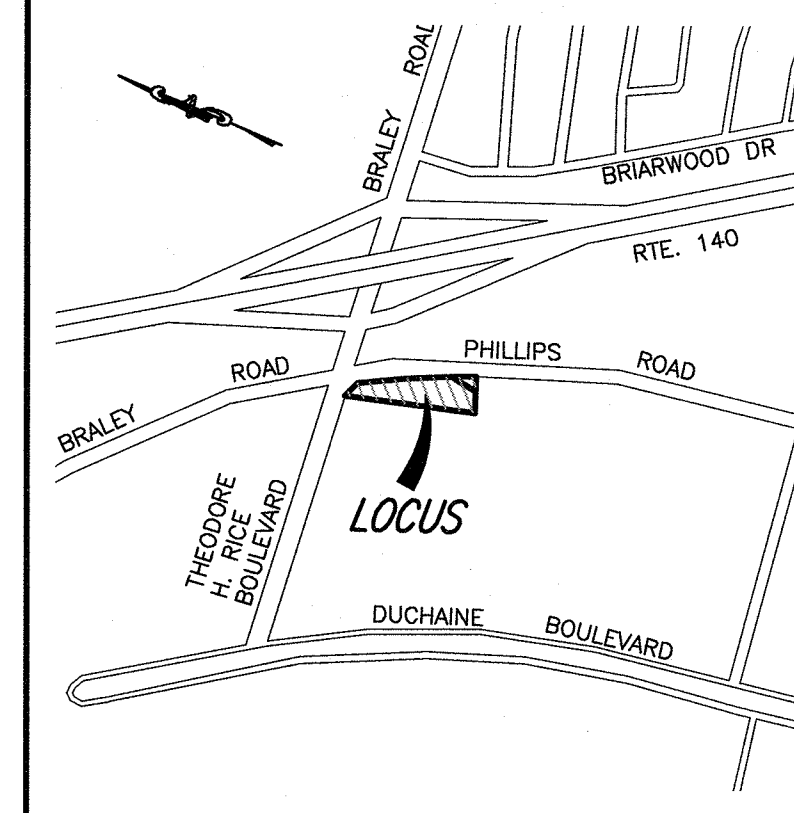 BRALEY ROAD
BRIARWOOD DR
RTE. 140
PHILLIPS ROAD
BRALEY ROAD
LOCUS
THEODORE
H. RICE
BOULEVARD
DUCHAINE BOULEVARD